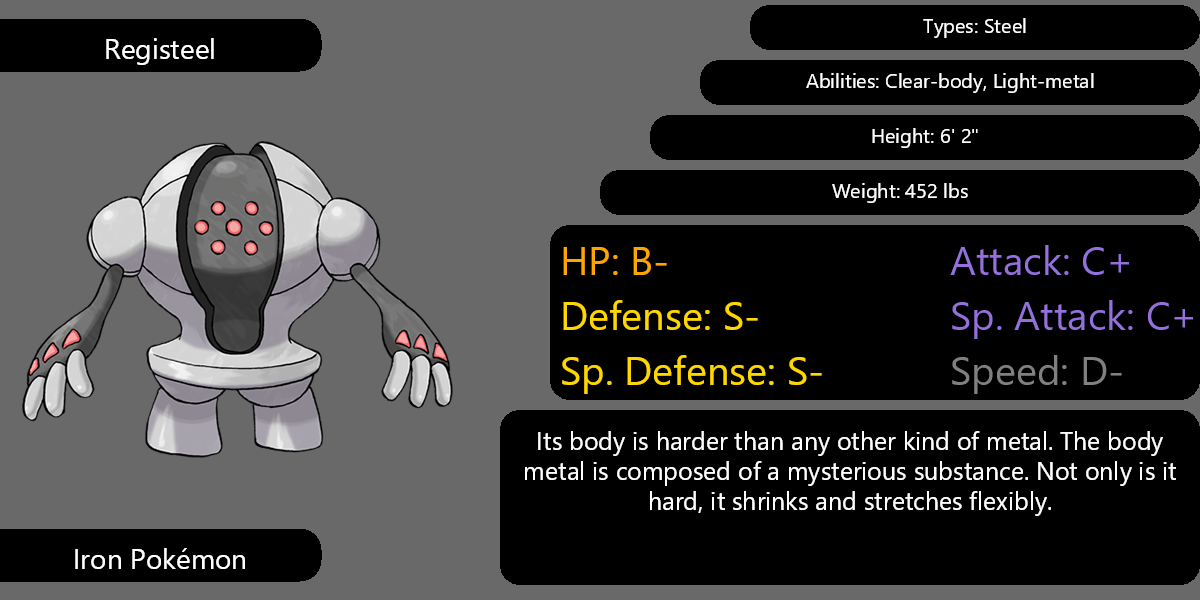 Registeel
Types: Steel
Abilities: Clear-body, Light-metal
Height: 6' 2"
Weight: 452 lbs
HP: B-
Attack: C+
Defense: S-
Sp. Attack: C+
Sp. Defense: S-
Speed: D-
Its body is harder than any other kind of metal. The body
metal is composed of a mysterious substance. Not only is it
hard, it shrinks and stretches flexibly.
Iron Pokémon